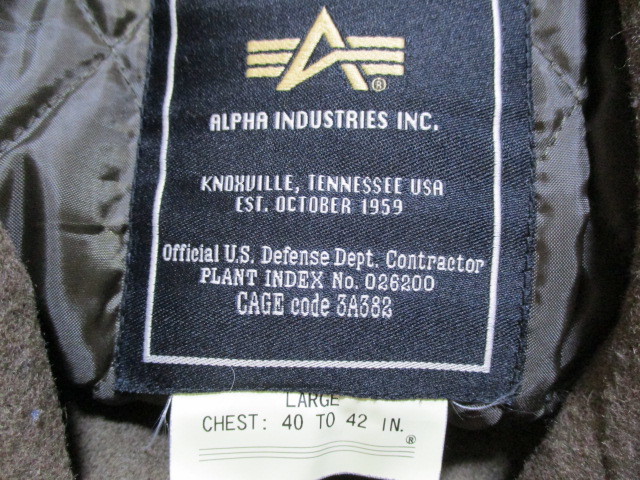 ®
ALPHA INDUSTRIES INC.
KNOXVILLE, TENNESSEE USA
EST. OCTOBER 1959
Official U.S. Defense Dept. Contractor
PLANT INDEX No. 026200
CAGE code 3A382
LARGE
CHEST: 40 TO 42 IN.
®